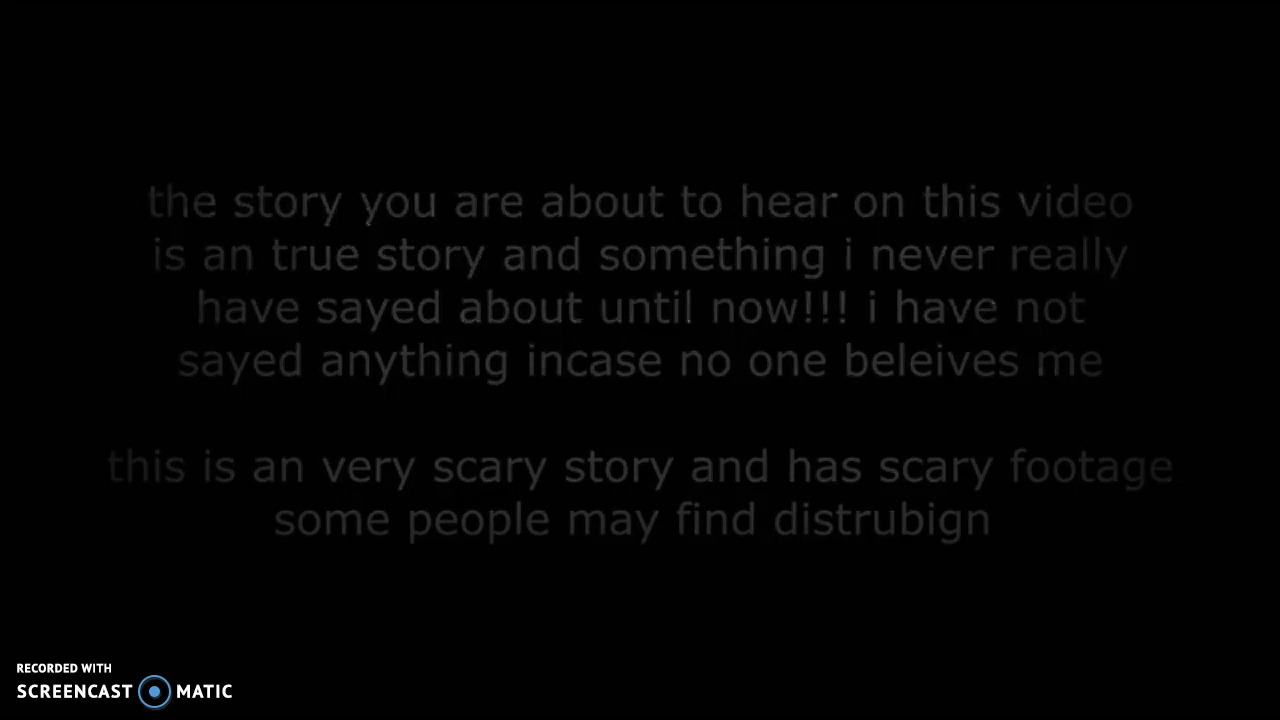 the story you are about to hear on this video
is an true story and something i never really
have sayed about until now!!! i have not
sayed anything incase no one beleives me
this is an very scary story and has scary footage
some people may find distrubign
RECORDED WITH
SCREENCAST MATIC